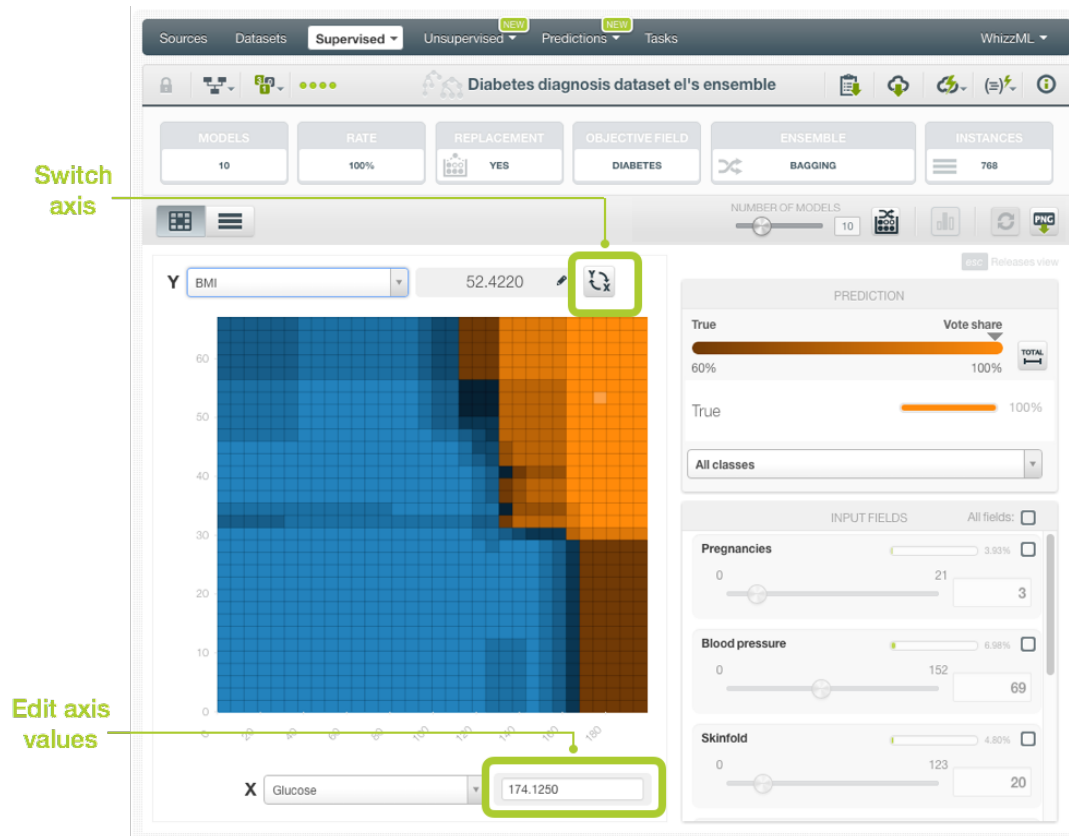 NEW NEW
Sources Datasets Supervised Unsupervised Predictions Tasks WhizzML
Diabetes diagnosis dataset el's ensemble
MODELS RATE REPLACEMENT OBJECTIVE FIELD ENSEMBLE INSTANCES
10 100% YES DIABETES BAGGING 768
Switch
axis
NUMBER OF MODELS
10
PNG
esc Releases view
Y BMI 52.4220 Y X
PREDICTION
True Vote share
TOTAL
60% 100%
True 100%
All classes
INPUT FIELDS All fields:
Pregnancies 3.93%
0 21
3
Blood pressure 6.98%
0 152
69
Skinfold 4.80%
0 123
20
60
50
40
30
20
10
0
0 20 40 60 80 100 120 140 160 180
Edit axis
values
X Glucose 174.1250